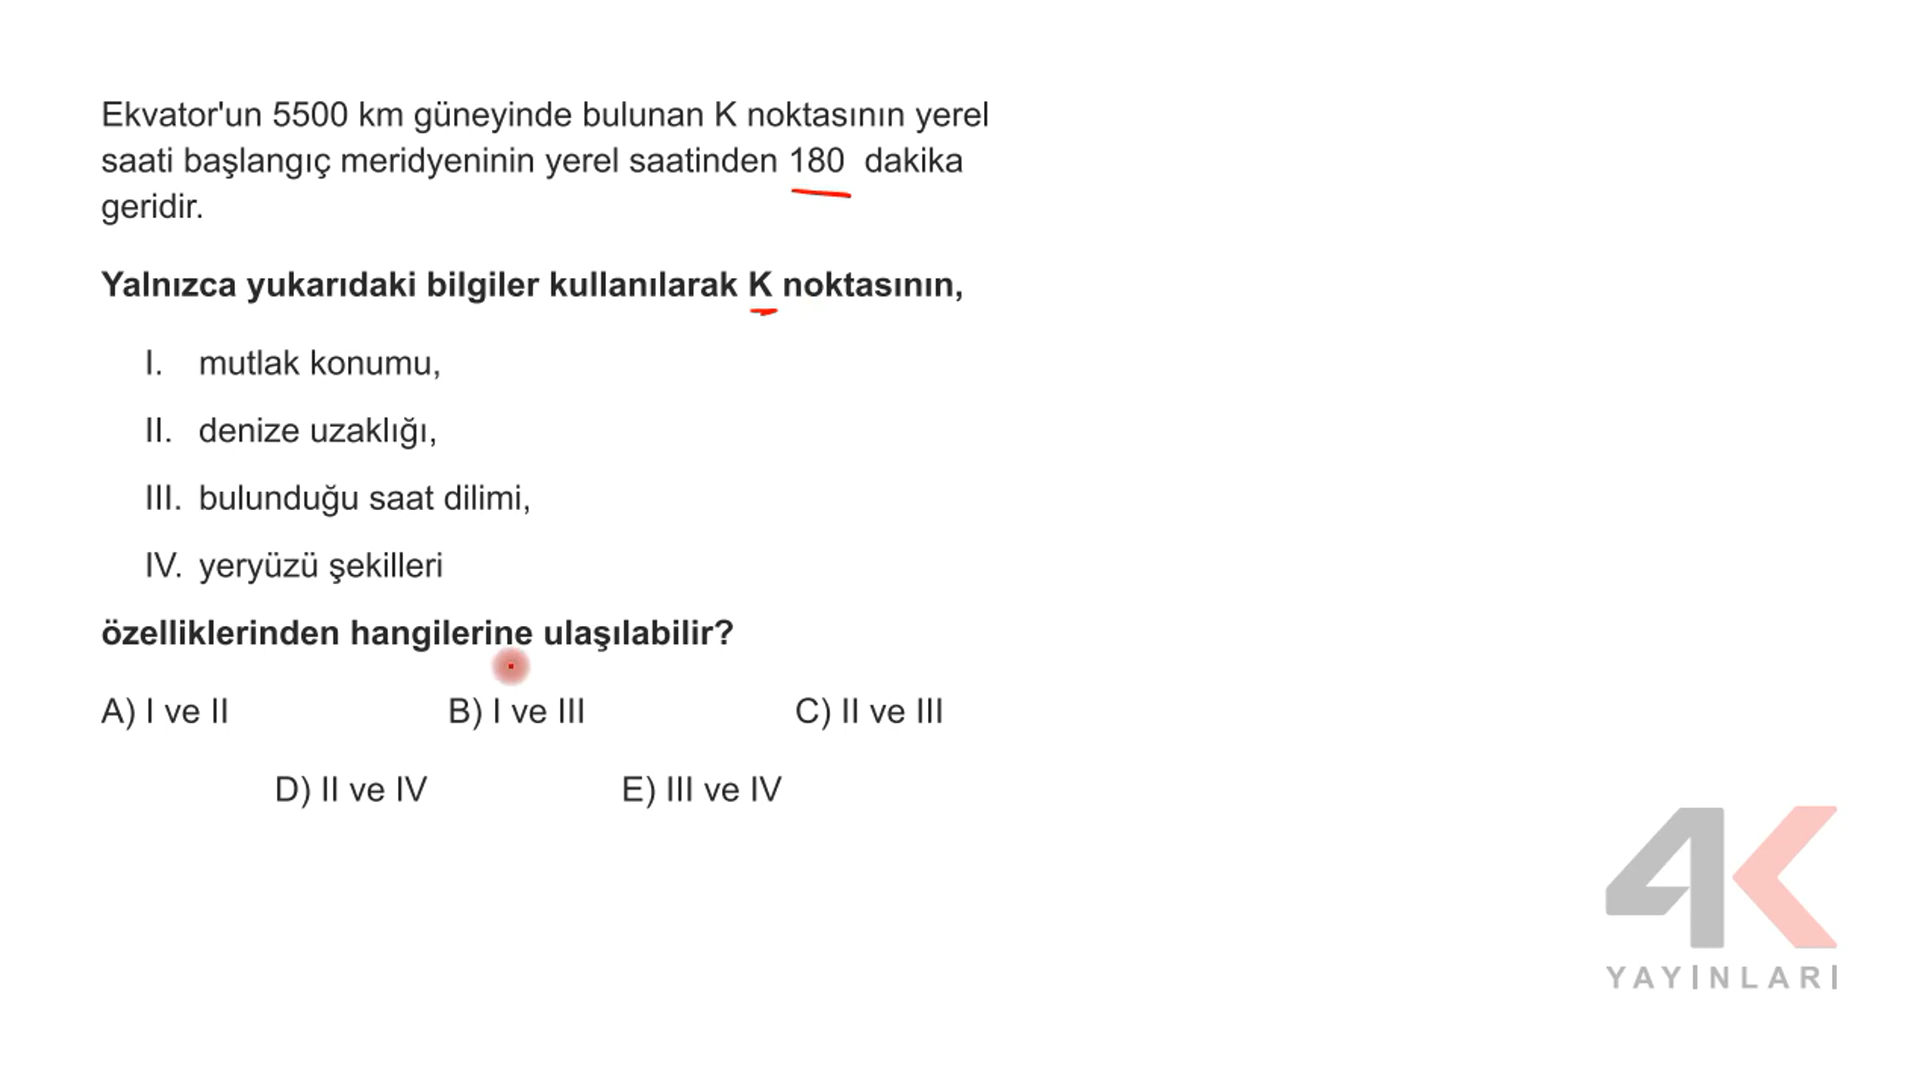 Ekvator'un 5500 km güneyinde bulunan K noktasının yerel
saati başlangıç meridyeninin yerel saatinden 180 dakika
geridir.
Yalnızca yukarıdaki bilgiler kullanılarak K noktasının,
I. mutlak konumu,
II. denize uzaklığı,
III. bulunduğu saat dilimi,
IV. yeryüzü şekilleri
özelliklerinden hangilerine ulaşılabilir?
A) I ve II B) I ve III C) II ve III
D) II ve IV E) III ve IV
4K
YAYINLARI